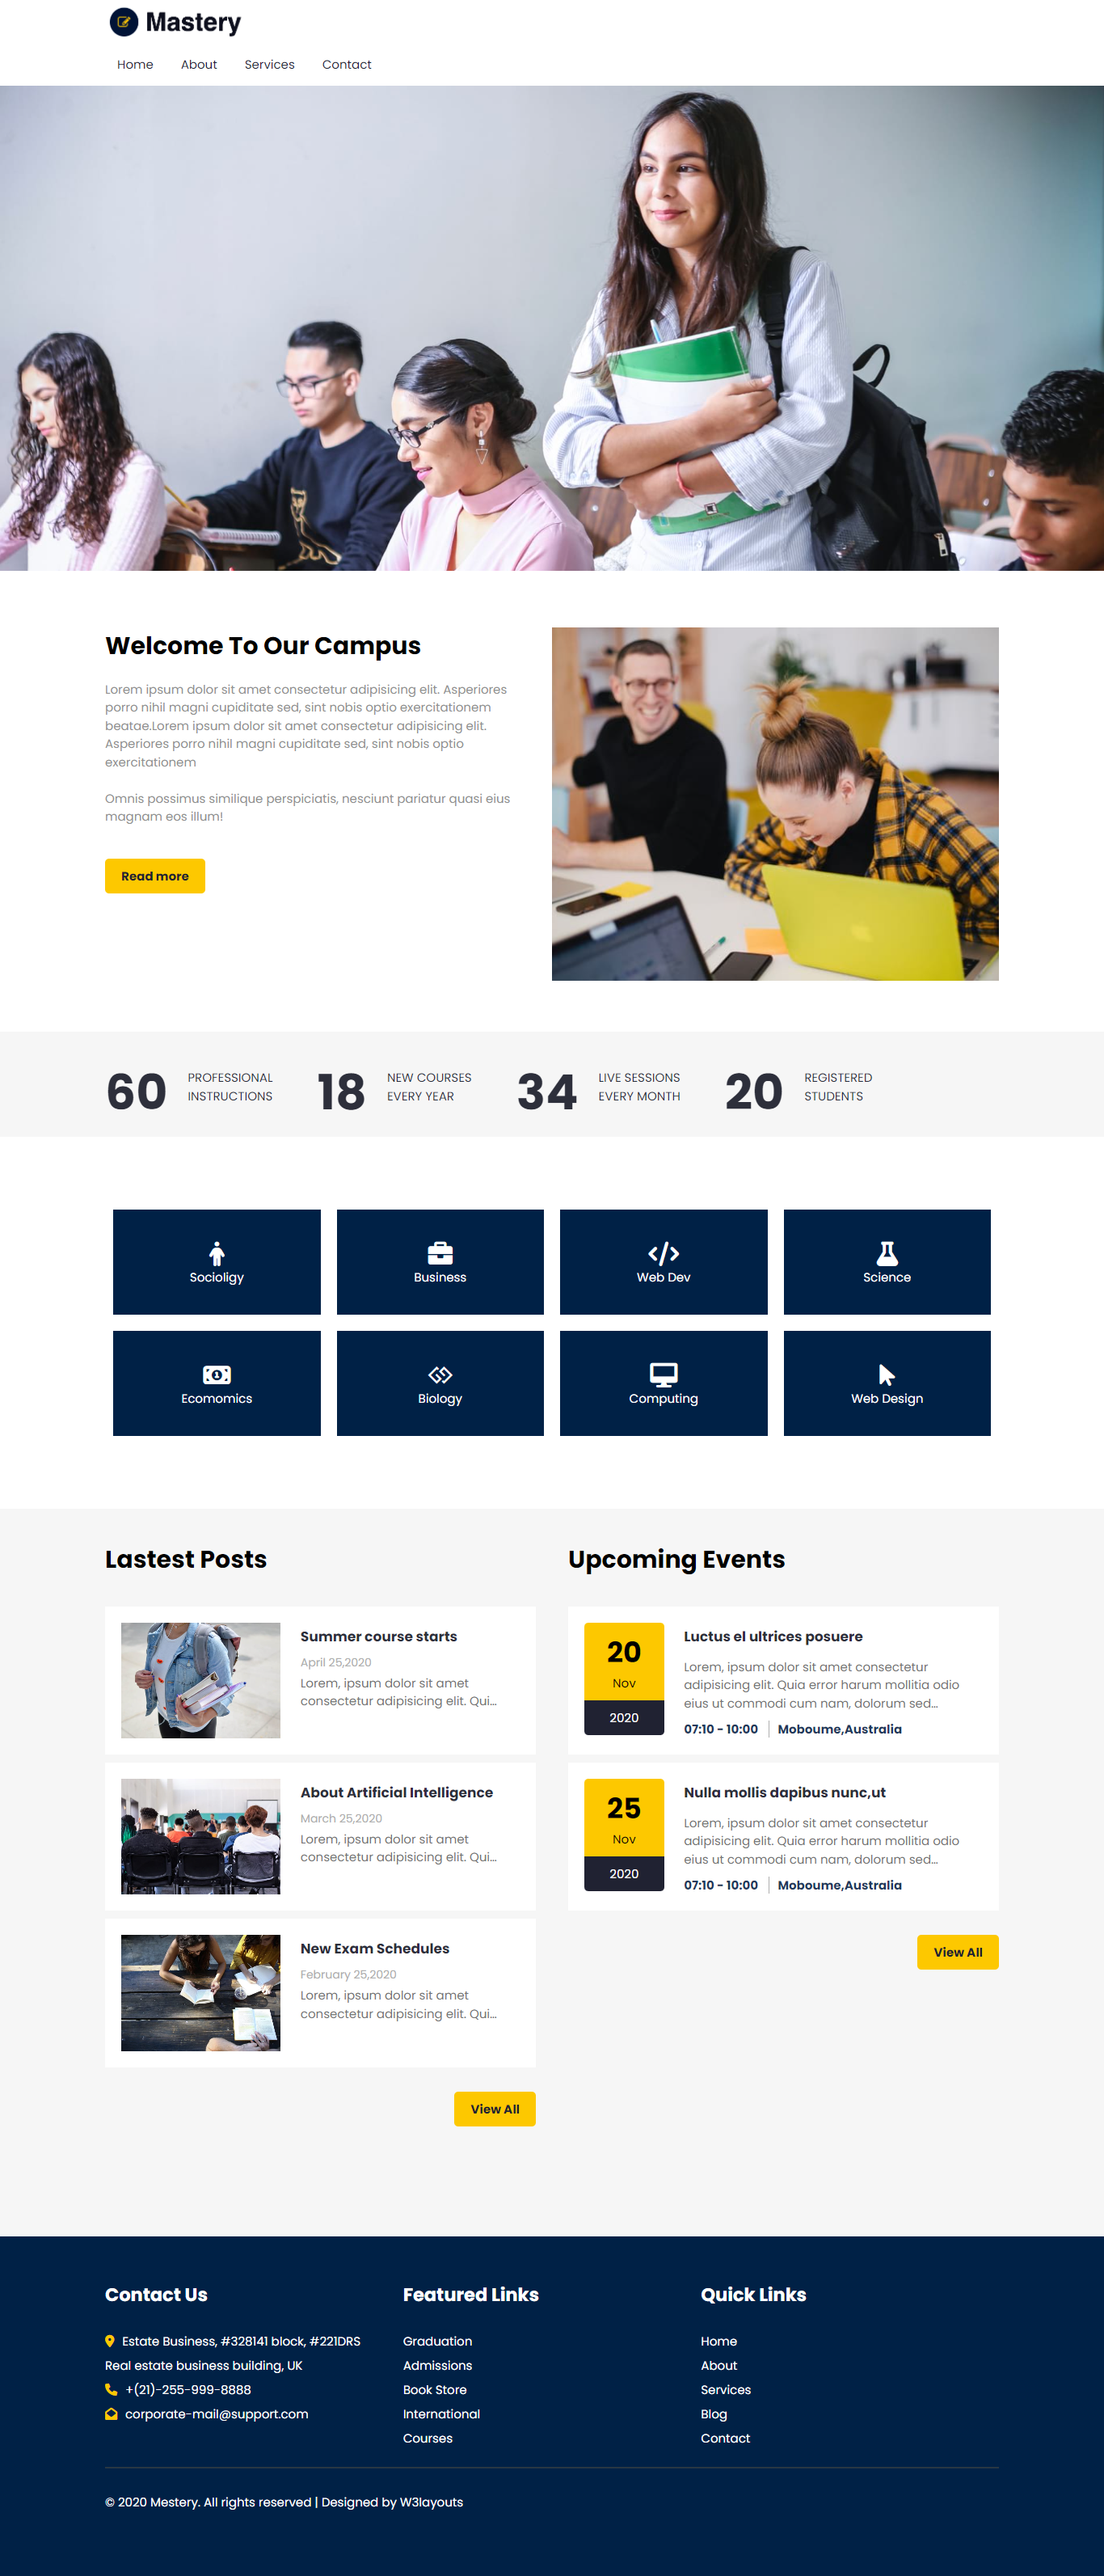 Mastery
Home About Services Contact
Welcome To Our Campus
Lorem ipsum dolor sit amet consectetur adipisicing elit. Asperiores
porro nihil magni cupiditate sed, sint nobis optio exercitationem
beatae.Lorem ipsum dolor sit amet consectetur adipisicing elit.
Asperiores porro nihil magni cupiditate sed, sint nobis optio
exercitationem
Omnis possimus similique perspiciatis, nesciunt pariatur quasi eius
magnam eos illum!
Read more
60 PROFESSIONAL
INSTRUCTIONS
18 NEW COURSES
EVERY YEAR
34 LIVE SESSIONS
EVERY MONTH
20 REGISTERED
STUDENTS
Socioligy
Business
Web Dev
Science
Ecomomics
Biology
Computing
Web Design
Lastest Posts
Summer course starts
April 25,2020
Lorem, ipsum dolor sit amet
consectetur adipisicing elit. Qui...
About Artificial Intelligence
March 25,2020
Lorem, ipsum dolor sit amet
consectetur adipisicing elit. Qui...
New Exam Schedules
February 25,2020
Lorem, ipsum dolor sit amet
consectetur adipisicing elit. Qui...
View All
Upcoming Events
20
Nov
2020
Luctus el ultrices posuere
Lorem, ipsum dolor sit amet consectetur
adipisicing elit. Quia error harum mollitia odio
eius ut commodi cum nam, dolorum sed...
07:10 - 10:00 Moboume,Australia
25
Nov
2020
Nulla mollis dapibus nunc,ut
Lorem, ipsum dolor sit amet consectetur
adipisicing elit. Quia error harum mollitia odio
eius ut commodi cum nam, dolorum sed...
07:10 - 10:00 Moboume,Australia
View All
Contact Us
Estate Business, #328141 block, #221DRS
Real estate business building, UK
+(21)-255-999-8888
corporate-mail@support.com
Featured Links
Graduation
Admissions
Book Store
International
Courses
Quick Links
Home
About
Services
Blog
Contact
© 2020 Mestery. All rights reserved | Designed by W3layouts